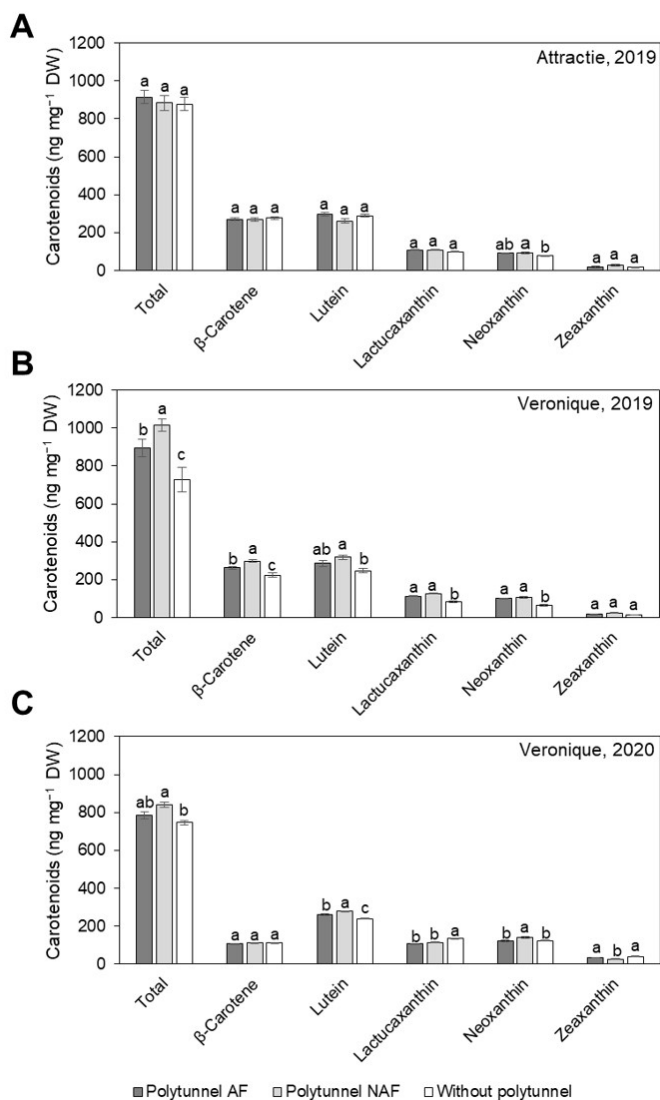 A
Carotenoids (ng mg⁻¹ DW)
1200
1000
800
600
400
200
0
Attractie, 2019
a a a
a a a
a a a
a a a
ab a b
a a a
Total
β-Carotene
Lutein
Lactucaxanthin
Neoxanthin
Zeaxanthin
B
Carotenoids (ng mg⁻¹ DW)
1200
1000
800
600
400
200
0
Veronique, 2019
b a c
b a c
ab a b
a a b
a a b
a a a
Total
β-Carotene
Lutein
Lactucaxanthin
Neoxanthin
Zeaxanthin
C
Carotenoids (ng mg⁻¹ DW)
1200
1000
800
600
400
200
0
Veronique, 2020
ab a b
a a a
b a c
b b a
b a b
a b a
Total
β-Carotene
Lutein
Lactucaxanthin
Neoxanthin
Zeaxanthin
Polytunnel AF Polytunnel NAF Without polytunnel